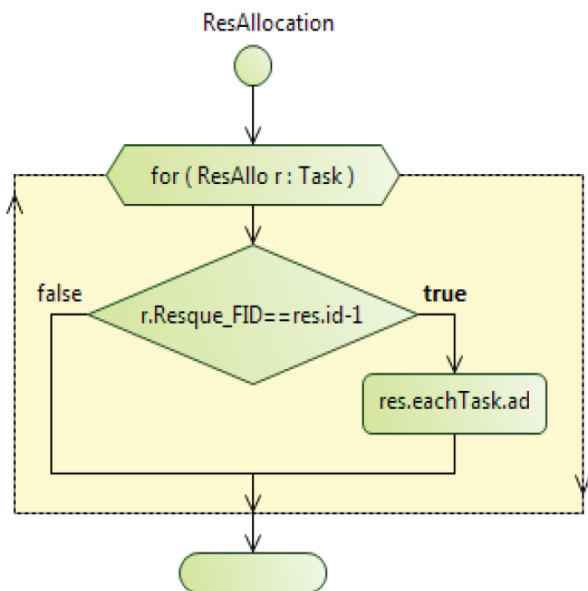 ResAllocation
for ( ResAllo r : Task )
false
true
r.Resque_FID==res.id-1
res.eachTask.ad